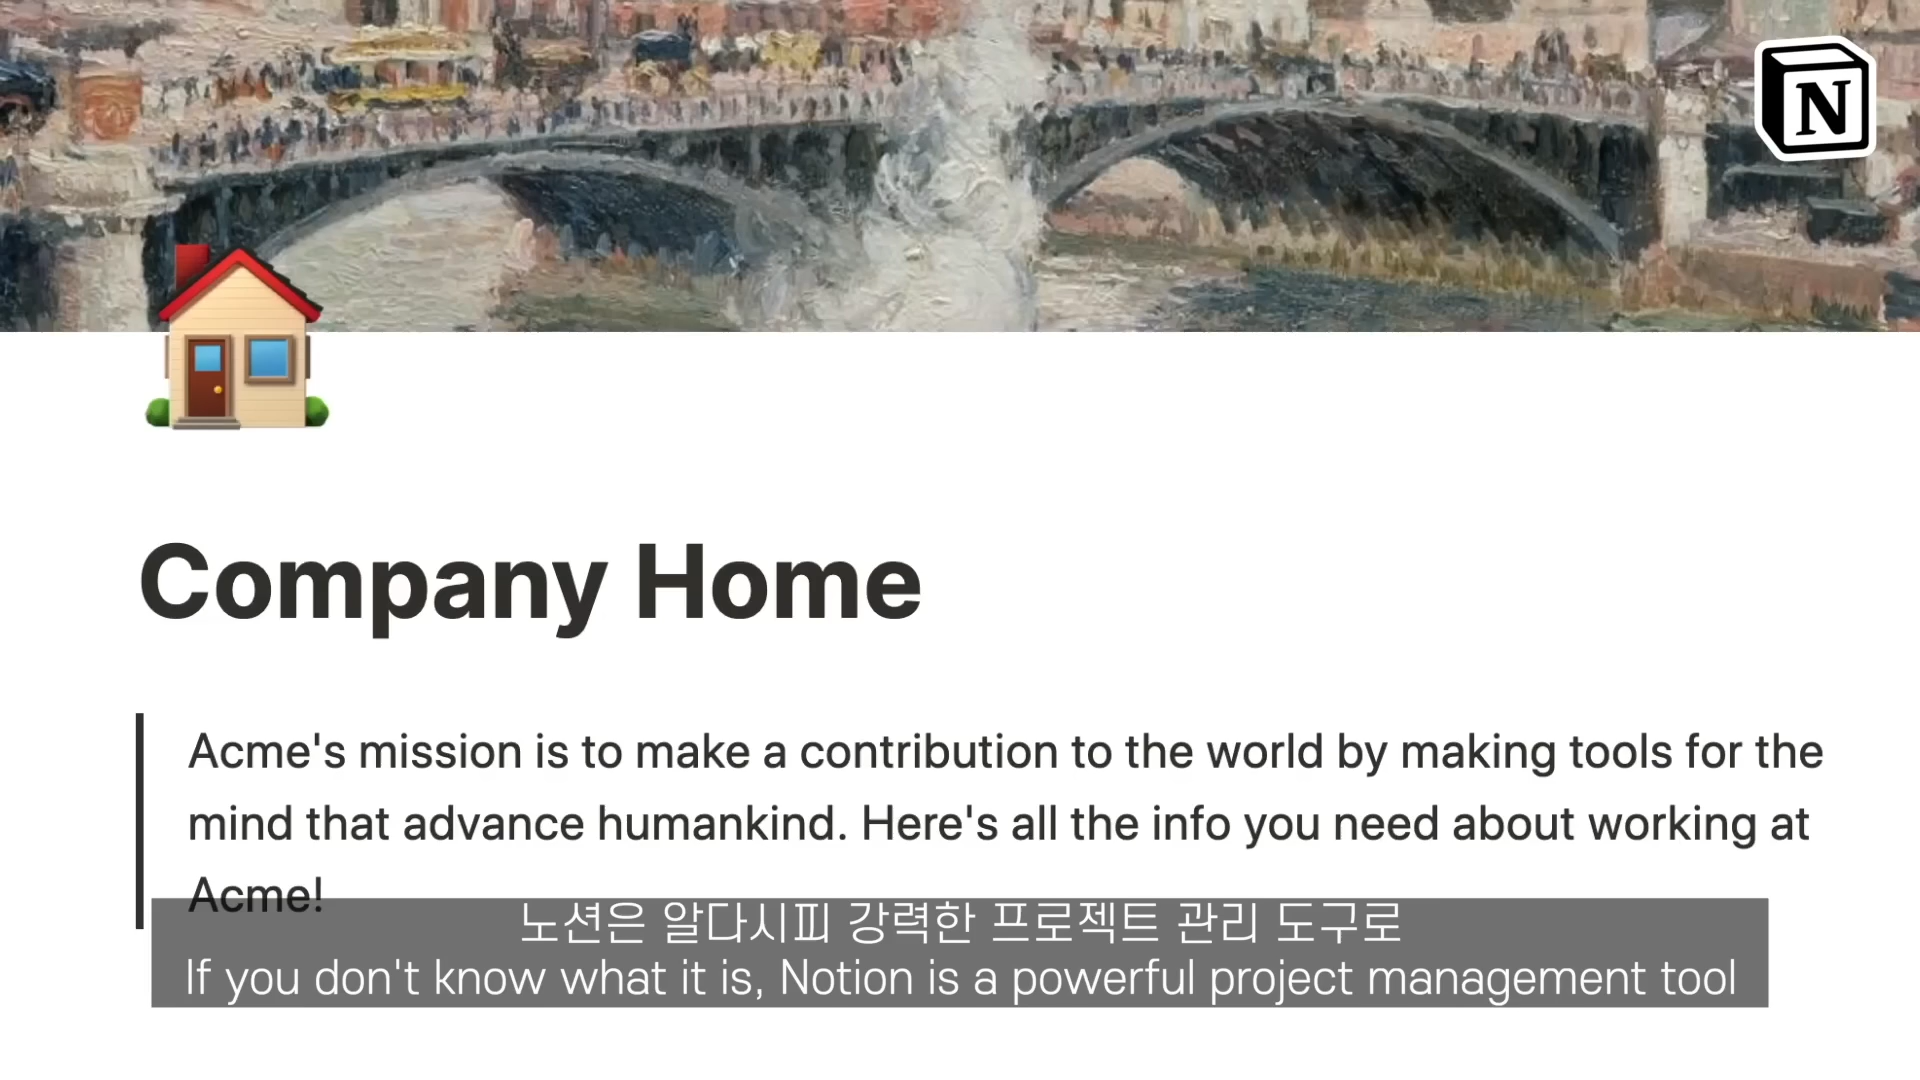 N
Company Home
Acme's mission is to make a contribution to the world by making tools for the
mind that advance humankind. Here's all the info you need about working at
Acme!
노션은 알다시피 강력한 프로젝트 관리 도구로
If you don't know what it is, Notion is a powerful project management tool